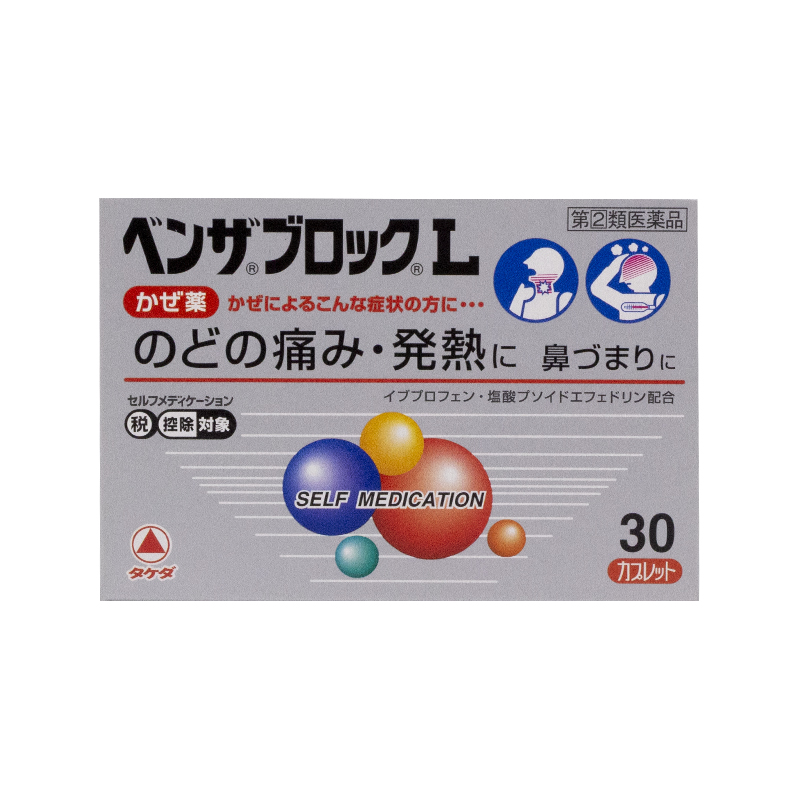 ベンザ®ブロック®L
第②類医薬品
かぜ薬 かぜによるこんな症状の方に・・・
のどの痛み・発熱に 鼻づまりに
イブプロフェン・塩酸プソイドエフェドリン配合
セルフメディケーション
税 控除 対象
SELF MEDICATION
30
カプレット
タケダ